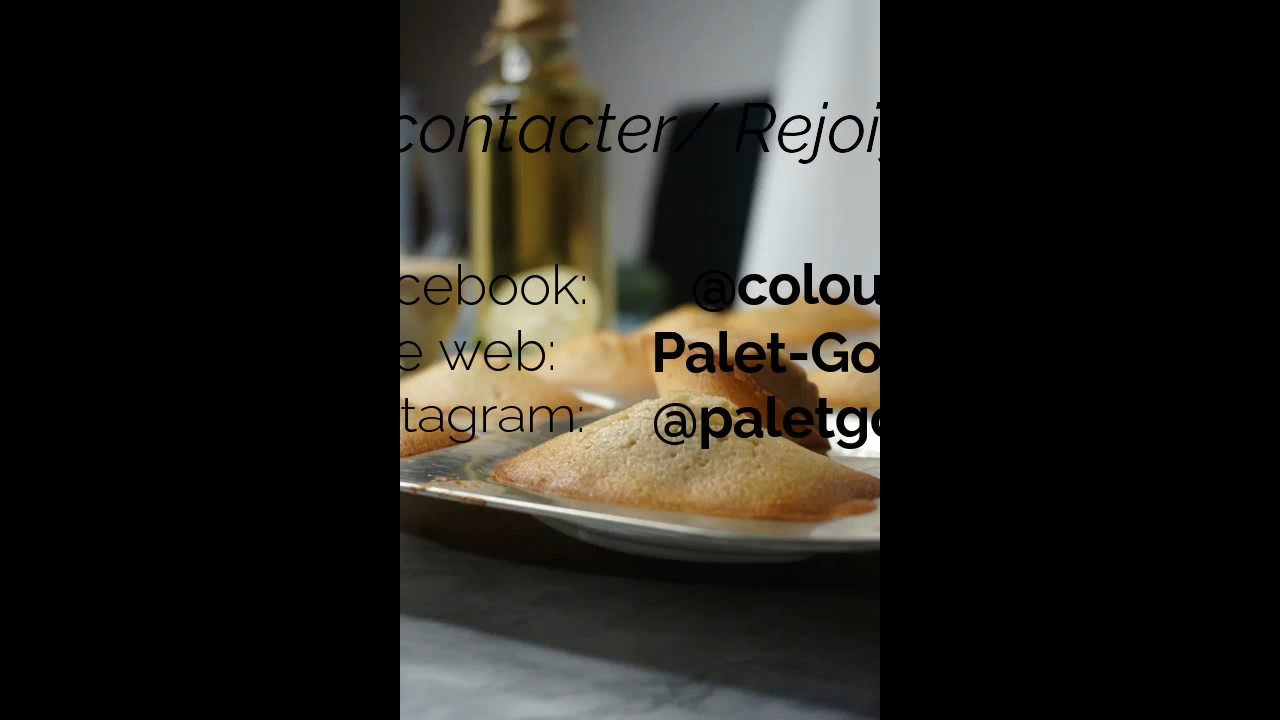 contacter/ Rejoi
cebook: @colou
e web: Palet-Go
tagram: @paletgo